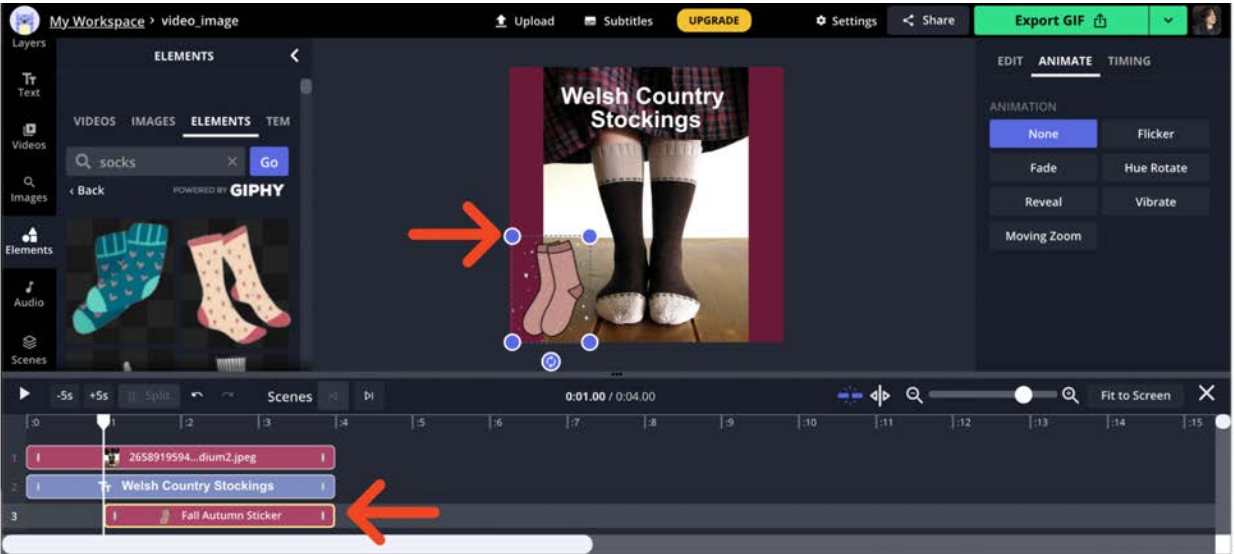 My Workspace › video_image
Upload
Subtitles
UPGRADE
Settings
Share
Export GIF
Layers
Text
Videos
Images
Elements
Audio
Scenes
ELEMENTS
VIDEOS IMAGES ELEMENTS TEM
socks
Go
‹ Back
POWERED BY GIPHY
Welsh Country
Stockings
EDIT ANIMATE TIMING
ANIMATION
None Flicker
Fade Hue Rotate
Reveal Vibrate
Moving Zoom
-5s +5s Split Scenes 0:01.00 / 0:04.00 Fit to Screen
:0 :1 :2 :3 :4 :5 :6 :7 :8 :9 :10 :11 :12 :13 :14 :15
1 2658919594...dium2.jpeg
2 Tт Welsh Country Stockings
3 Fall Autumn Sticker